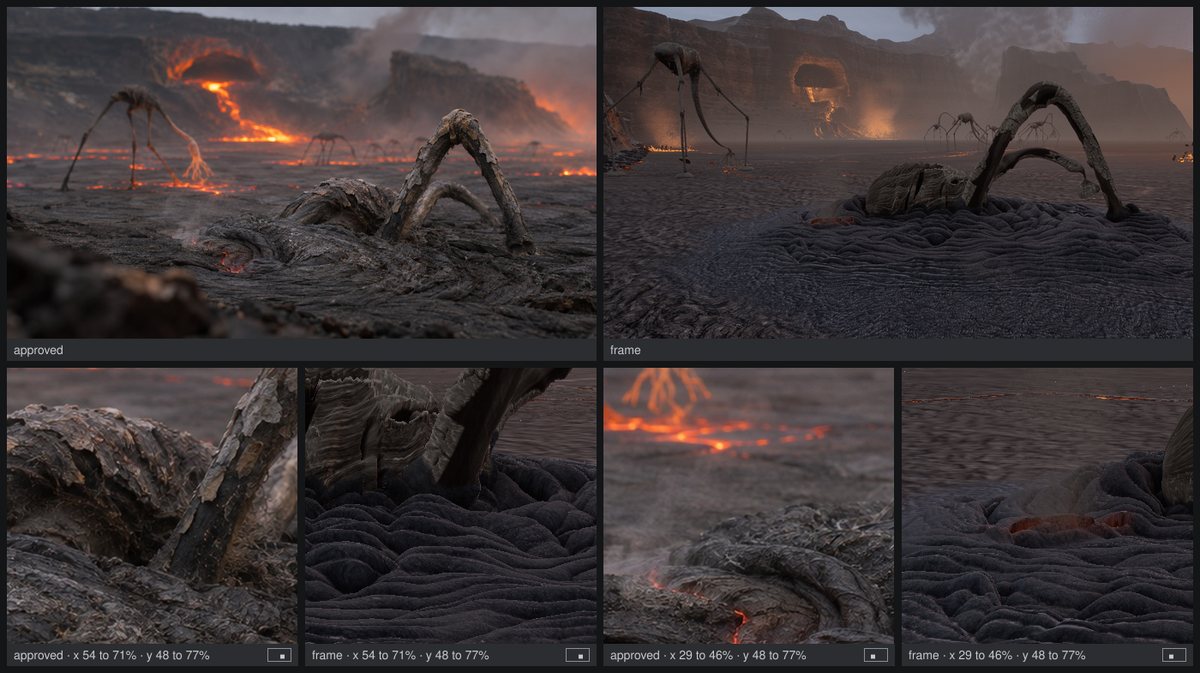 approved
frame
approved · x 54 to 71% · y 48 to 77%
frame · x 54 to 71% · y 48 to 77%
approved · x 29 to 46% · y 48 to 77%
frame · x 29 to 46% · y 48 to 77%